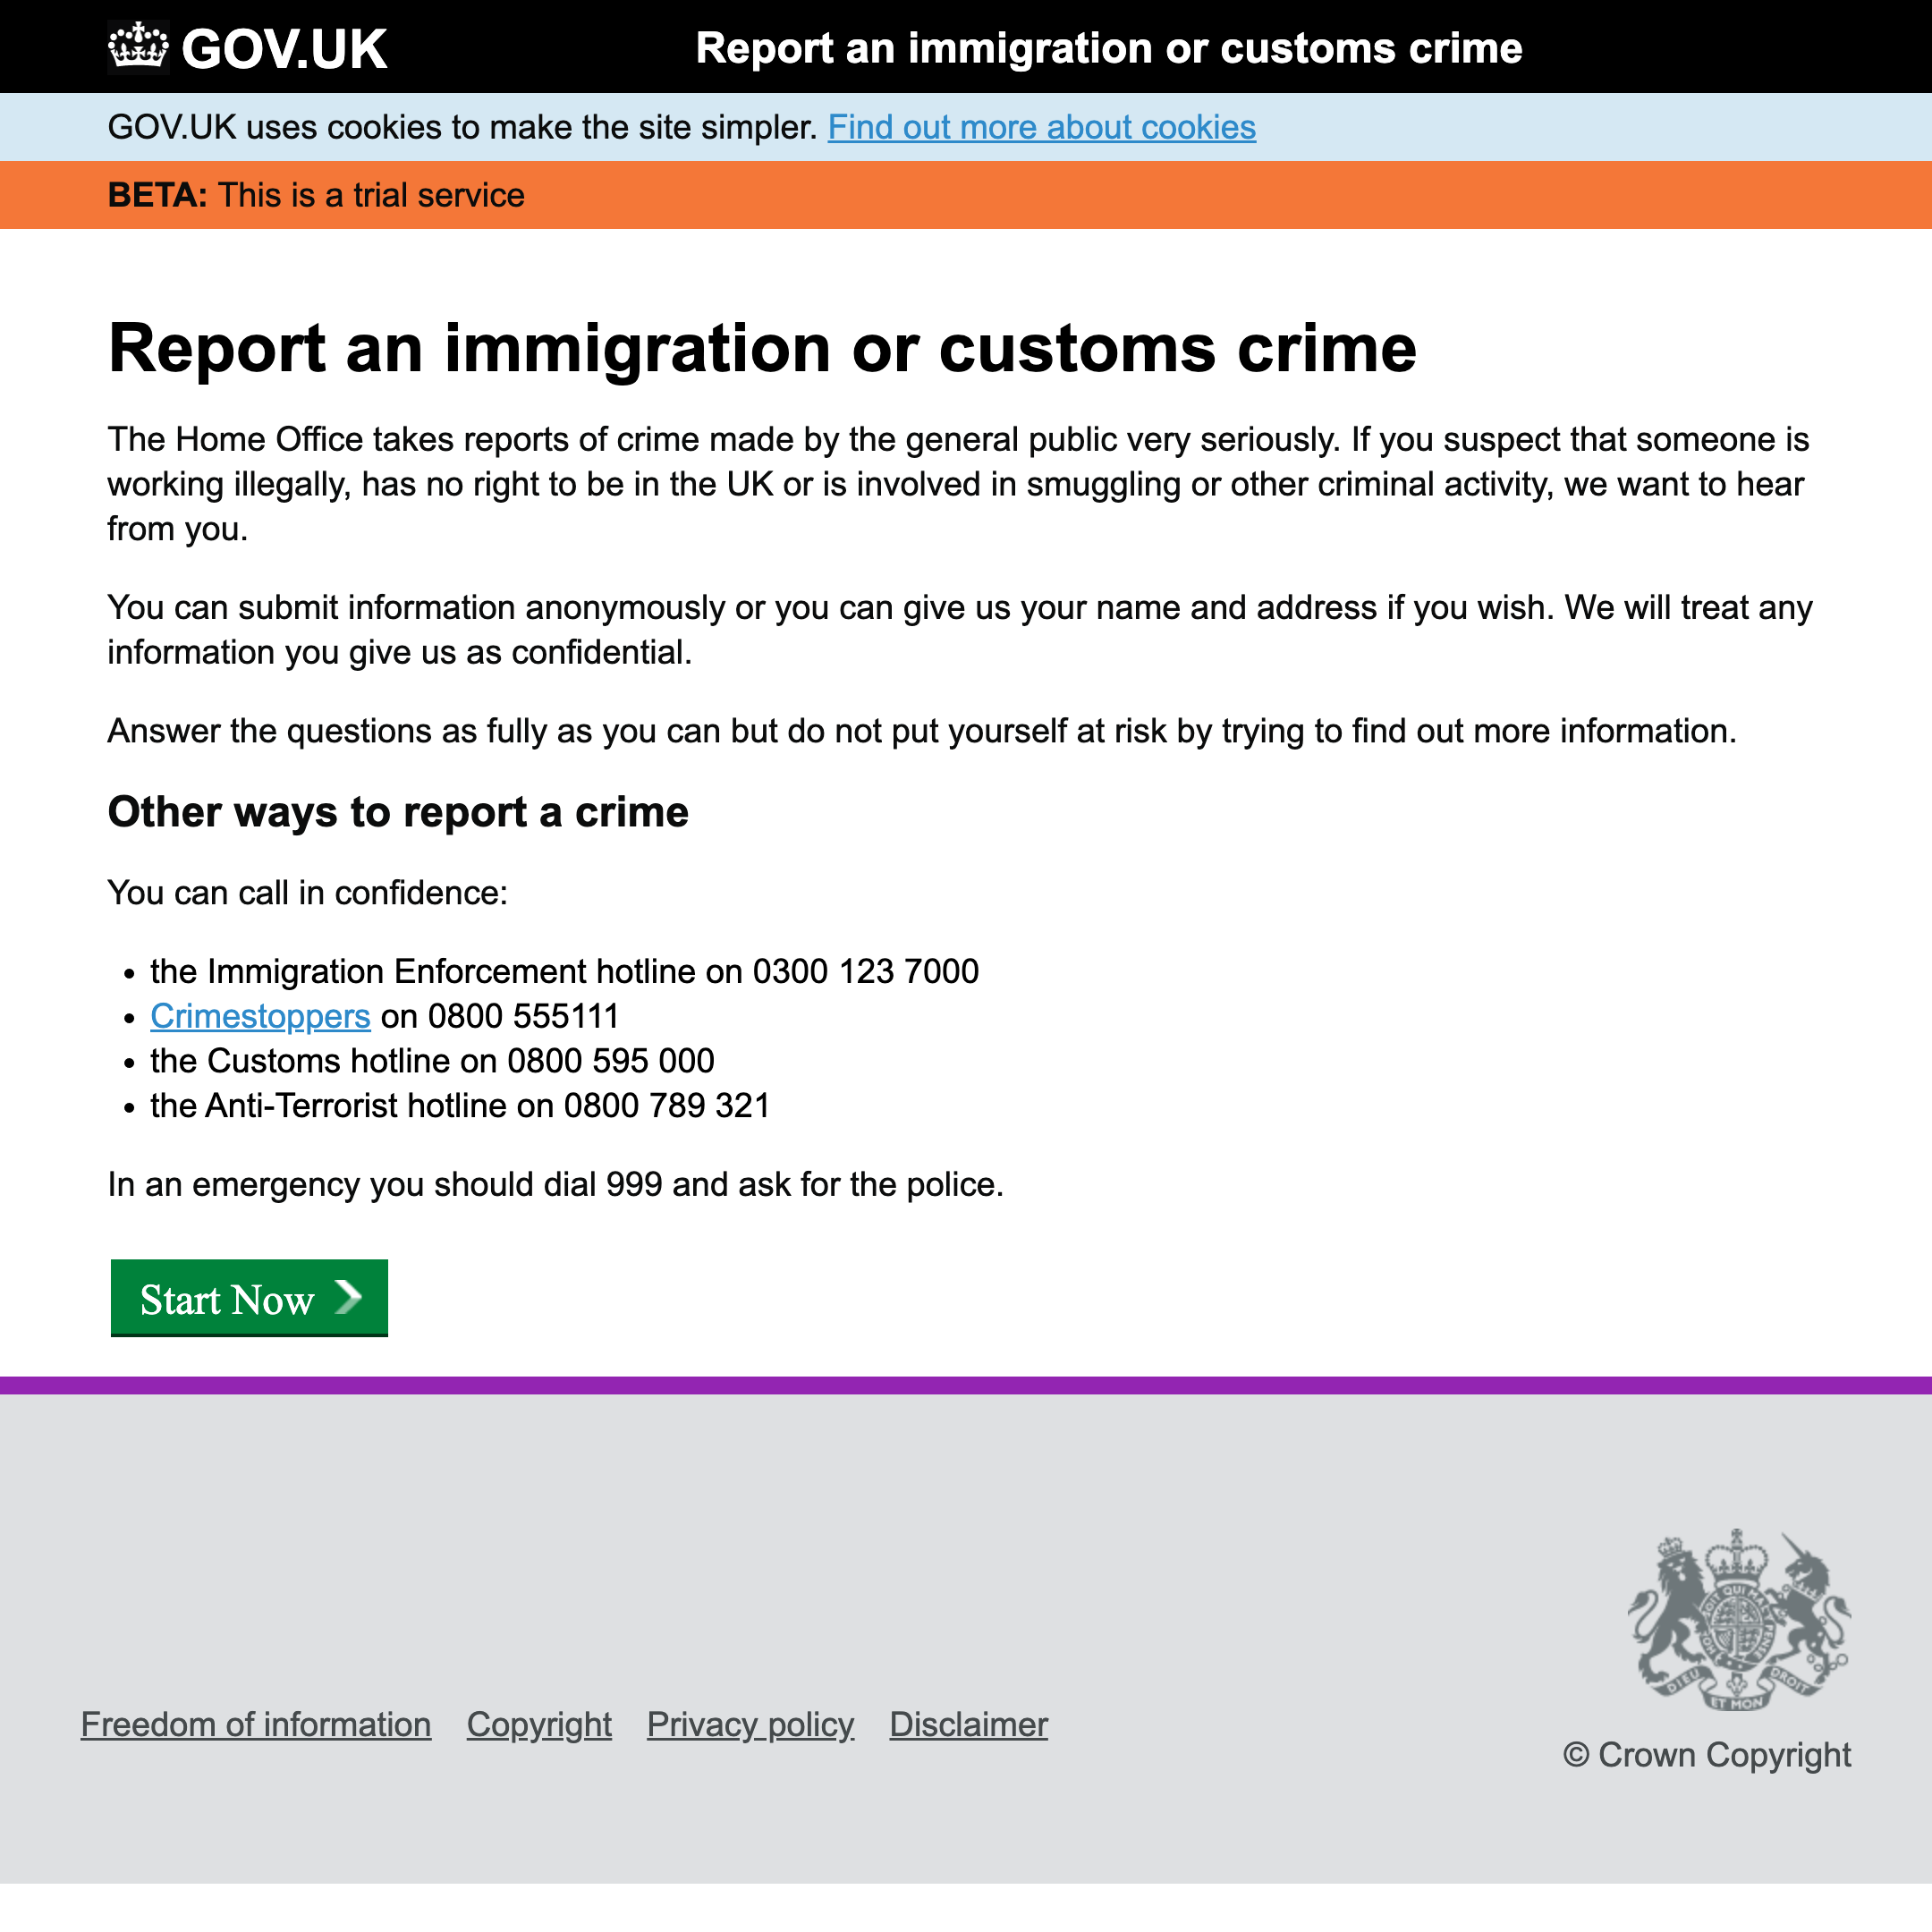 GOV.UK
Report an immigration or customs crime
GOV.UK uses cookies to make the site simpler. Find out more about cookies
BETA: This is a trial service
Report an immigration or customs crime
The Home Office takes reports of crime made by the general public very seriously. If you suspect that someone is
working illegally, has no right to be in the UK or is involved in smuggling or other criminal activity, we want to hear
from you.
You can submit information anonymously or you can give us your name and address if you wish. We will treat any
information you give us as confidential.
Answer the questions as fully as you can but do not put yourself at risk by trying to find out more information.
Other ways to report a crime
You can call in confidence:
• the Immigration Enforcement hotline on 0300 123 7000
• Crimestoppers on 0800 555111
• the Customs hotline on 0800 595 000
• the Anti-Terrorist hotline on 0800 789 321
In an emergency you should dial 999 and ask for the police.
Start Now
DIEU ET MON DROIT
Freedom of information Copyright Privacy policy Disclaimer
© Crown Copyright